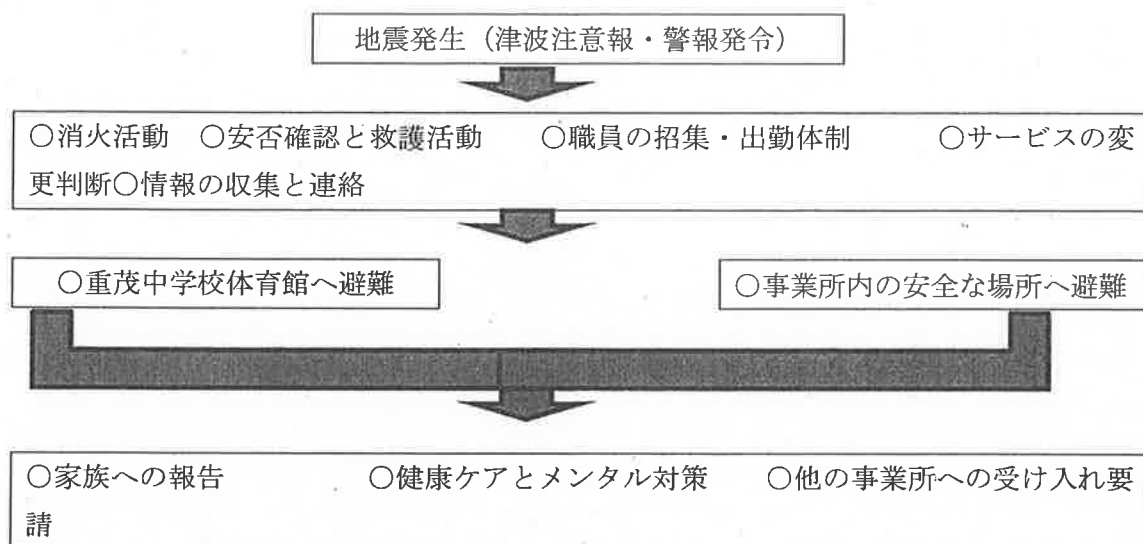 地震発生（津波注意報・警報発令）
○消火活動　○安否確認と救護活動　　○職員の招集・出勤体制　　　○サービスの変
更判断○情報の収集と連絡
○重茂中学校体育館へ避難
○事業所内の安全な場所へ避難
○家族への報告　　　　　○健康ケアとメンタル対策　　○他の事業所への受け入れ要
請